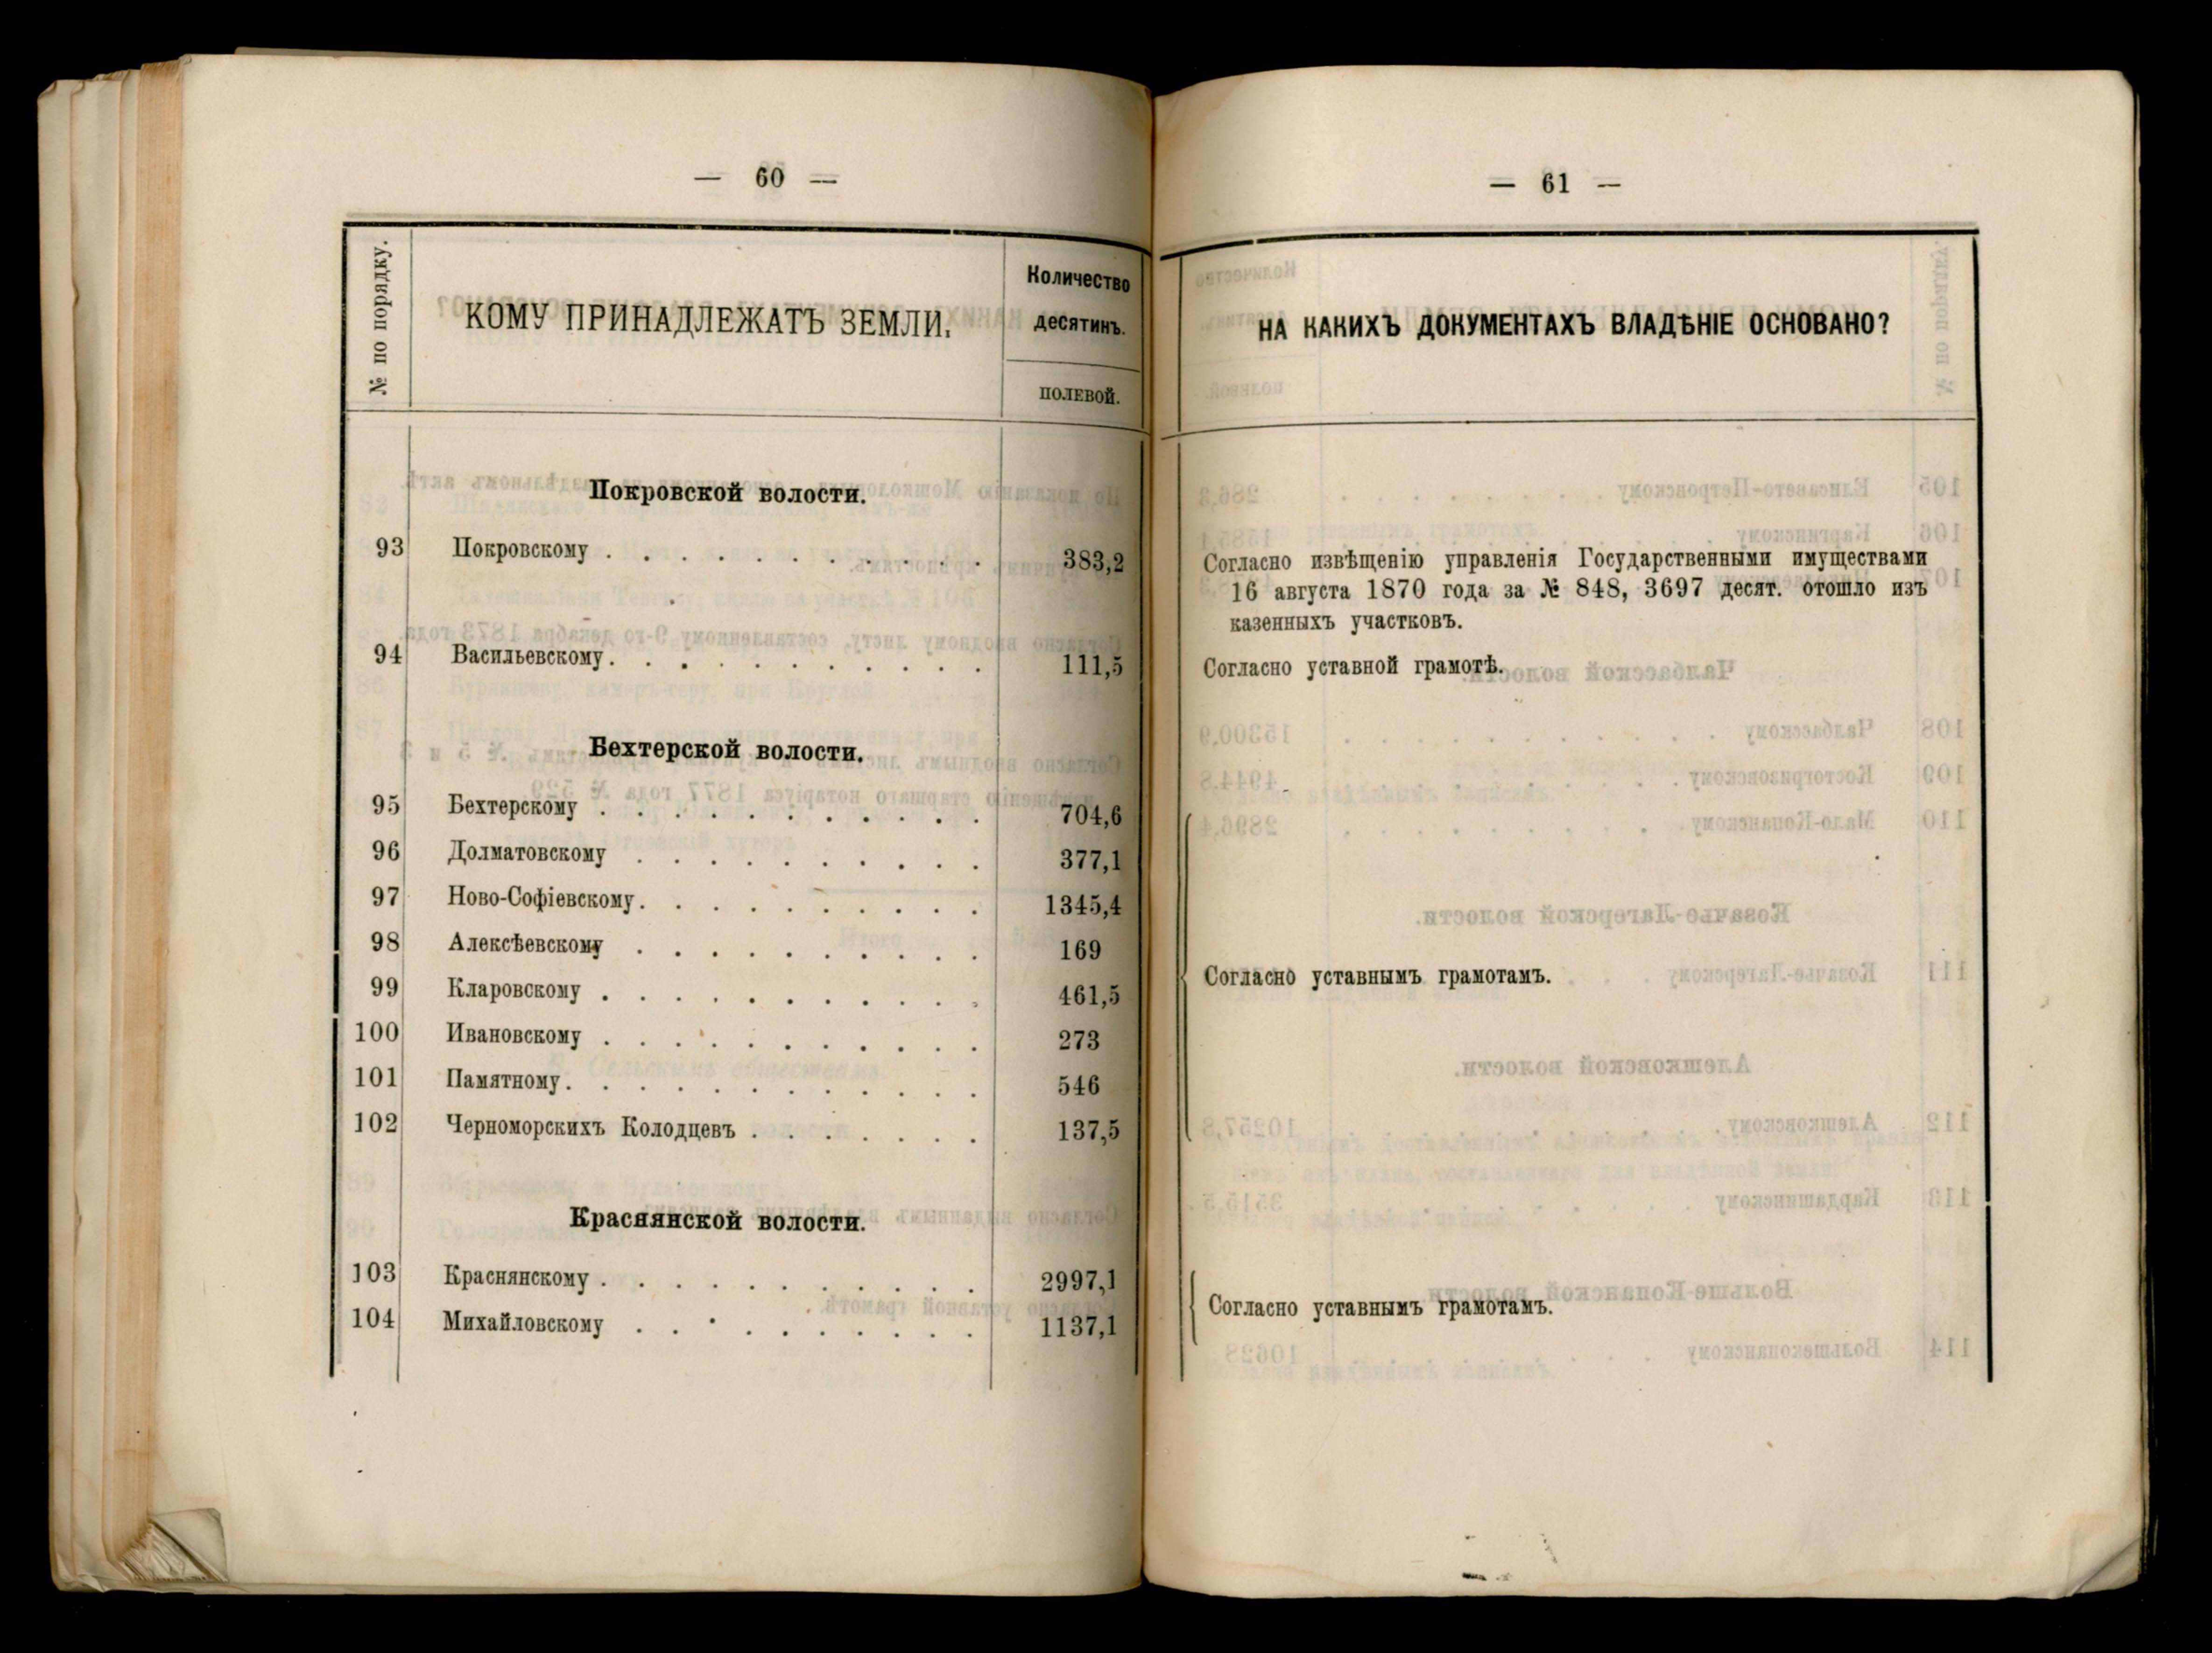 — 60 —
№ по порядку.
КОМУ ПРИНАДЛЕЖАТЪ ЗЕМЛИ.
Количество
десятинъ.
полевой.
Покровской волости.
93 Покровскому . . . . . . . . . . . 383,2
94 Васильевскому . . . . . . . . . . . 111,5
Бехтерской волости.
95 Бехтерскому . . . . . . . . . . . 704,6
96 Долматовскому . . . . . . . . . . 377,1
97 Ново-Софіевскому . . . . . . . . . . 1345,4
98 Алексѣевскому . . . . . . . . . . 169
99 Кларовскому . . . . . . . . . . . 461,5
100 Ивановскому . . . . . . . . . . . 273
101 Памятному . . . . . . . . . . . . 546
102 Черноморскихъ Колодцевъ . . . . . . . 137,5
Краснянской волости.
103 Краснянскому . . . . . . . . . . . 2997,1
104 Михайловскому . . . . . . . . . . 1137,1
— 61 —
НА КАКИХЪ ДОКУМЕНТАХЪ ВЛАДѢНІЕ ОСНОВАНО?
Согласно извѣщенію управленія Государственными имуществами
16 августа 1870 года за № 848, 3697 десят. отошло изъ
казенныхъ участковъ.
Согласно уставной грамотѣ.
Согласно уставнымъ грамотамъ.
Согласно уставнымъ грамотамъ.